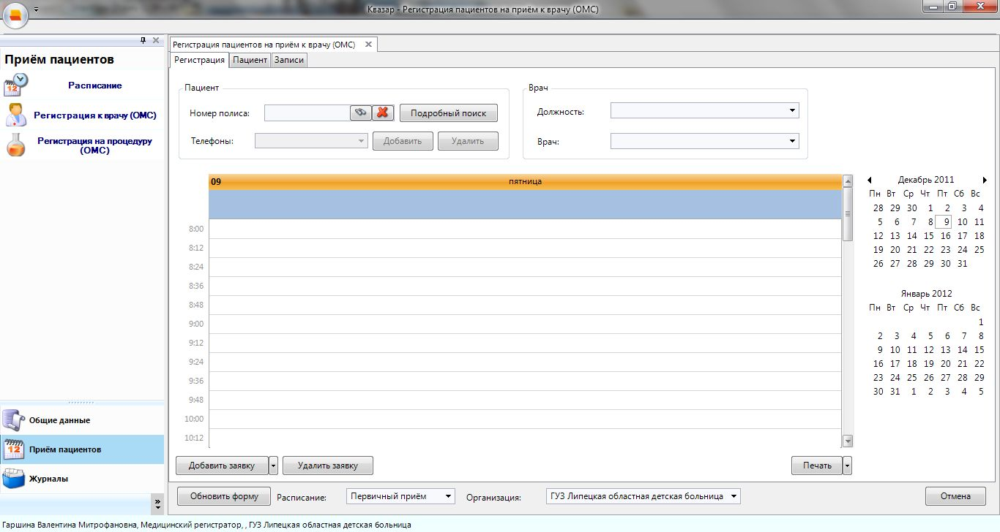 Квазар - Регистрация пациентов на приём к врачу (ОМС)
Приём пациентов
12
Расписание
Регистрация к врачу (ОМС)
Регистрация на процедуру
(ОМС)
Общие данные
12
Приём пациентов
Журналы
Регистрация пациентов на приём к врачу (ОМС)
Регистрация Пациент Записи
Пациент
Номер полиса: Подробный поиск
Телефоны: Добавить Удалить
Врач
Должность:
Врач:
09 пятница
8:00
8:12
8:24
8:36
8:48
9:00
9:12
9:24
9:36
9:48
10:00
10:12
Декабрь 2011
Пн Вт Ср Чт Пт Сб Вс
28 29 30 1 2 3 4
5 6 7 8 9 10 11
12 13 14 15 16 17 18
19 20 21 22 23 24 25
26 27 28 29 30 31
Январь 2012
Пн Вт Ср Чт Пт Сб Вс
1
2 3 4 5 6 7 8
9 10 11 12 13 14 15
16 17 18 19 20 21 22
23 24 25 26 27 28 29
30 31 1 2 3 4 5
Добавить заявку Удалить заявку Печать
Обновить форму Расписание: Первичный приём Организация: ГУЗ Липецкая областная детская больница Отмена
Гаршина Валентина Митрофановна, Медицинский регистратор, , ГУЗ Липецкая областная детская больница